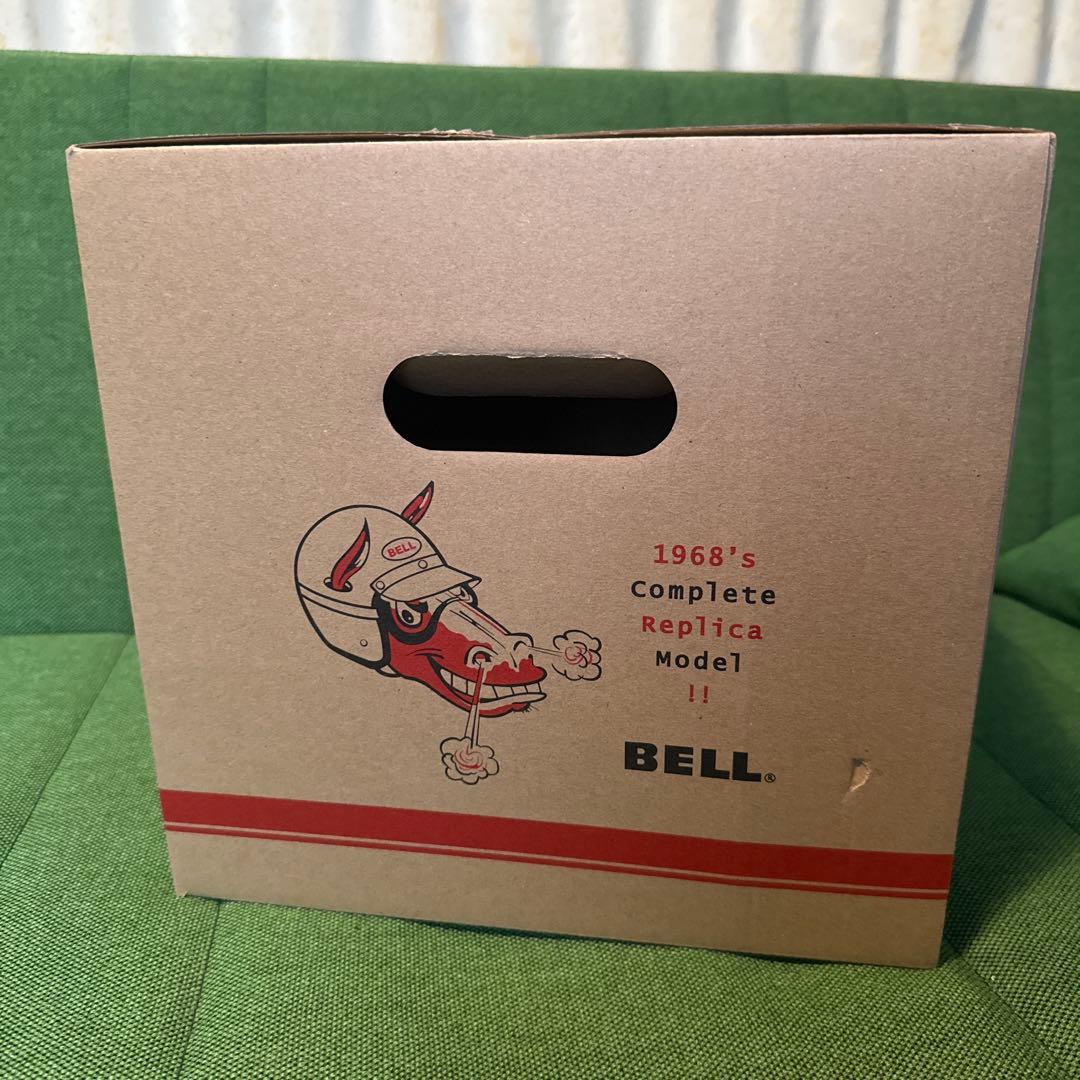 BELL
1968's
Complete
Replica
Model
!!
BELL®